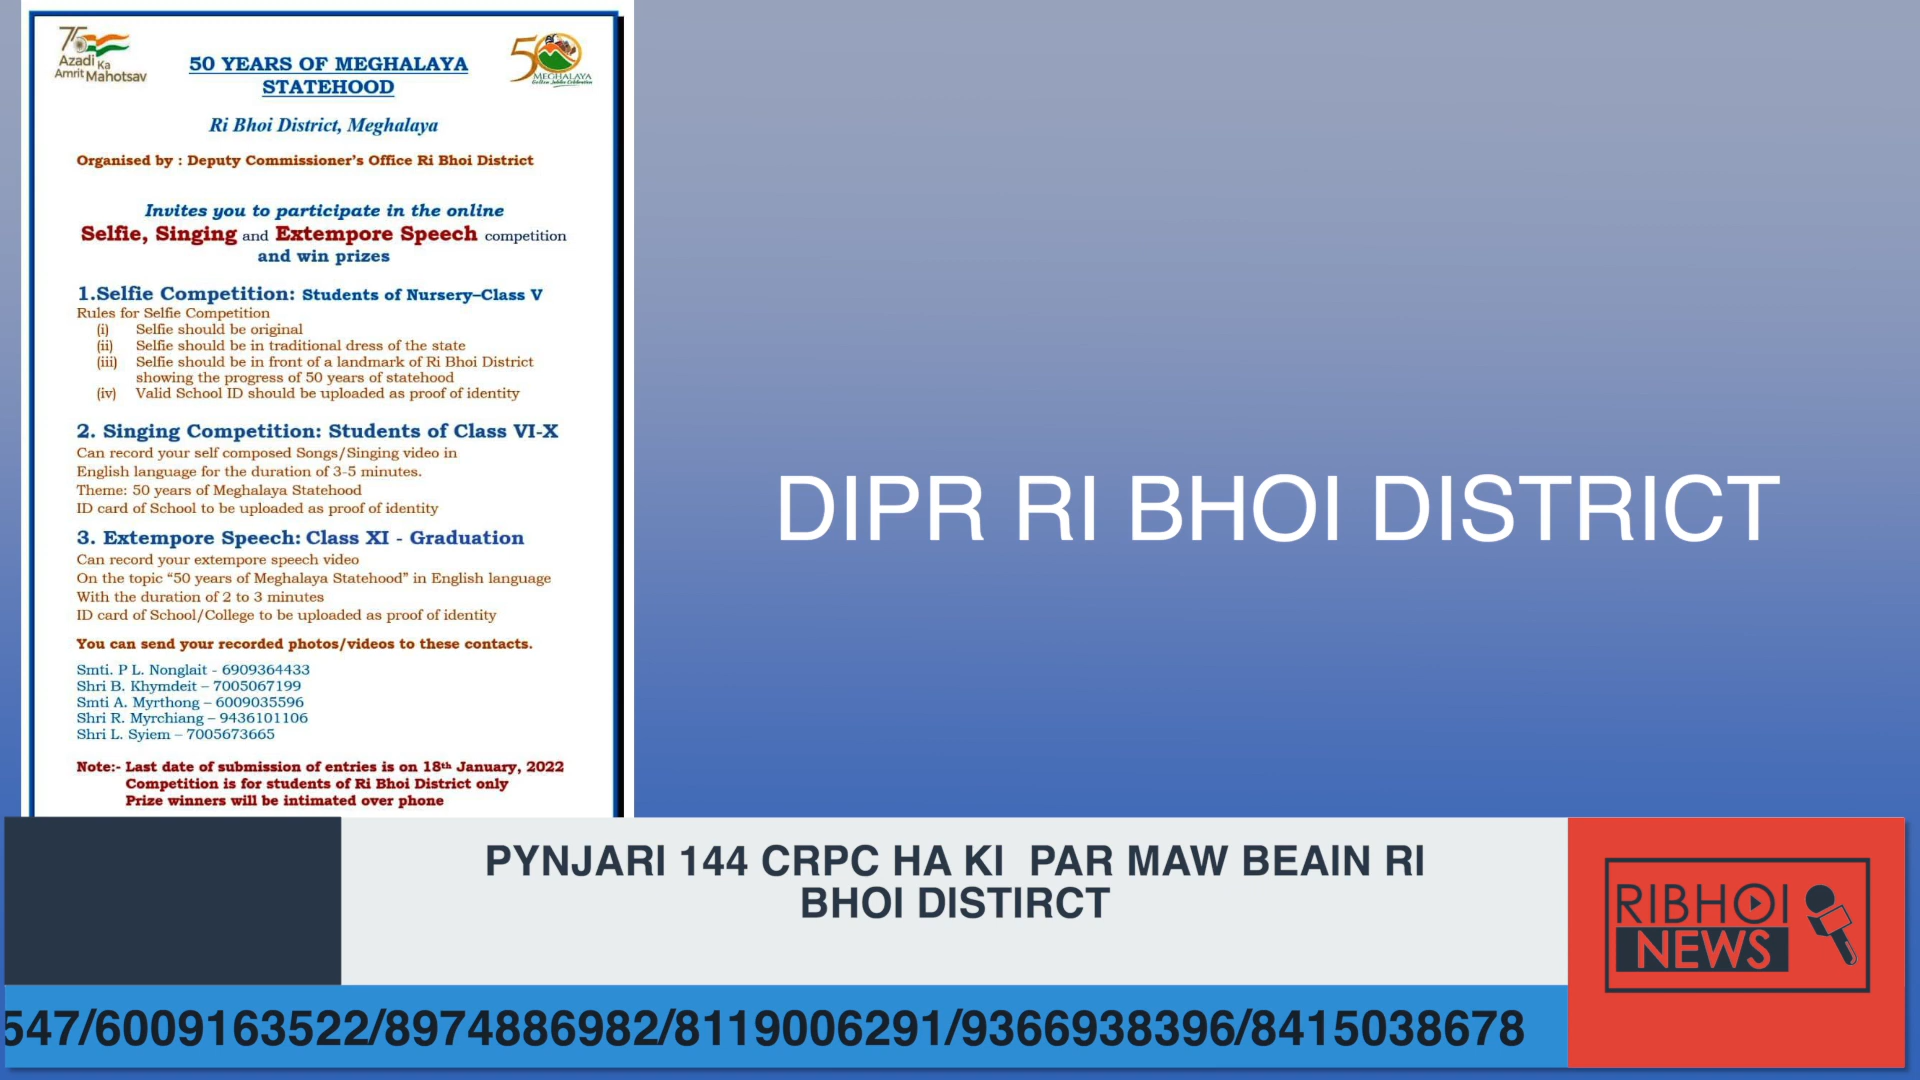 75
Azadi Ka
Amrit Mahotsav
50 YEARS OF MEGHALAYA
STATEHOOD
50
MEGHALAYA
Golden Jubilee Celebration
Ri Bhoi District, Meghalaya
Organised by : Deputy Commissioner’s Office Ri Bhoi District
Invites you to participate in the online
Selfie, Singing and Extempore Speech competition
and win prizes
1.Selfie Competition: Students of Nursery–Class V
Rules for Selfie Competition
(i) Selfie should be original
(ii) Selfie should be in traditional dress of the state
(iii) Selfie should be in front of a landmark of Ri Bhoi District
showing the progress of 50 years of statehood
(iv) Valid School ID should be uploaded as proof of identity
2. Singing Competition: Students of Class VI-X
Can record your self composed Songs/Singing video in
English language for the duration of 3-5 minutes.
Theme: 50 years of Meghalaya Statehood
ID card of School to be uploaded as proof of identity
3. Extempore Speech: Class XI - Graduation
Can record your extempore speech video
On the topic “50 years of Meghalaya Statehood” in English language
With the duration of 2 to 3 minutes
ID card of School/College to be uploaded as proof of identity
You can send your recorded photos/videos to these contacts.
Smti. P L. Nonglait - 6909364433
Shri B. Khymdeit – 7005067199
Smti A. Myrthong – 6009035596
Shri R. Myrchiang – 9436101106
Shri L. Syiem – 7005673665
Note:- Last date of submission of entries is on 18th January, 2022
Competition is for students of Ri Bhoi District only
Prize winners will be intimated over phone
DIPR RI BHOI DISTRICT
PYNJARI 144 CRPC HA KI PAR MAW BEAIN RI
BHOI DISTIRCT
RIBHOI
NEWS
547/6009163522/8974886982/8119006291/9366938396/8415038678